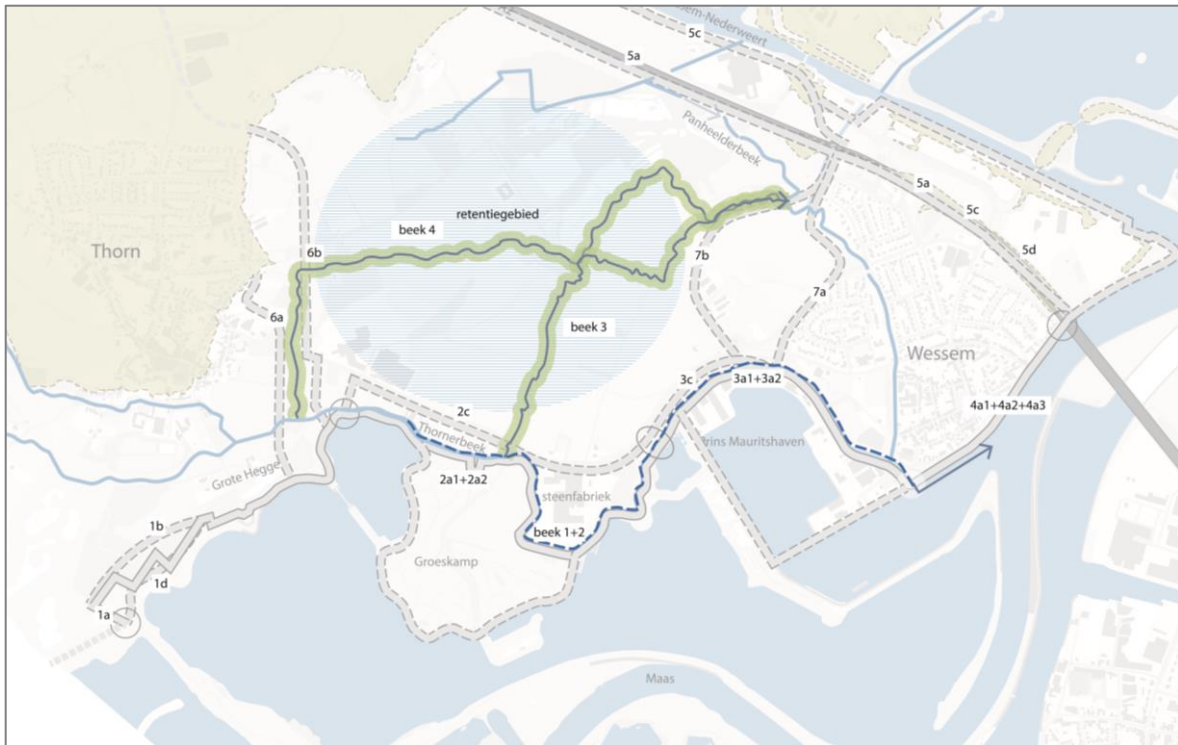 5c
sem-Nederweert
5a
Panheelderbeek
retentiegebied
beek 4
5a
5c
5d
Thorn
6b
7b
7a
6a
beek 3
Wessem
3c
3a1+3a2
2c
4a1+4a2+4a3
Thornerbeek
Prins Mauritshaven
Grote Hegge
2a1+2a2
steenfabriek
1b
beek 1+2
Groeskamp
1d
1a
Maas